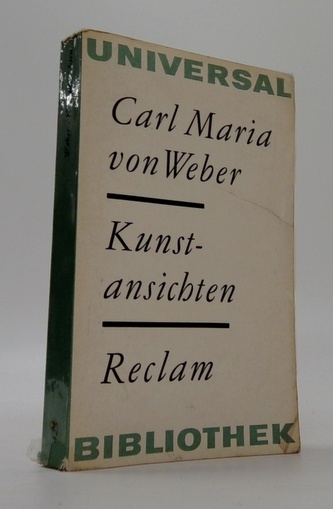 UNIVERSAL
Carl Maria
von Weber
Kunst-
ansichten
Reclam
BIBLIOTHEK